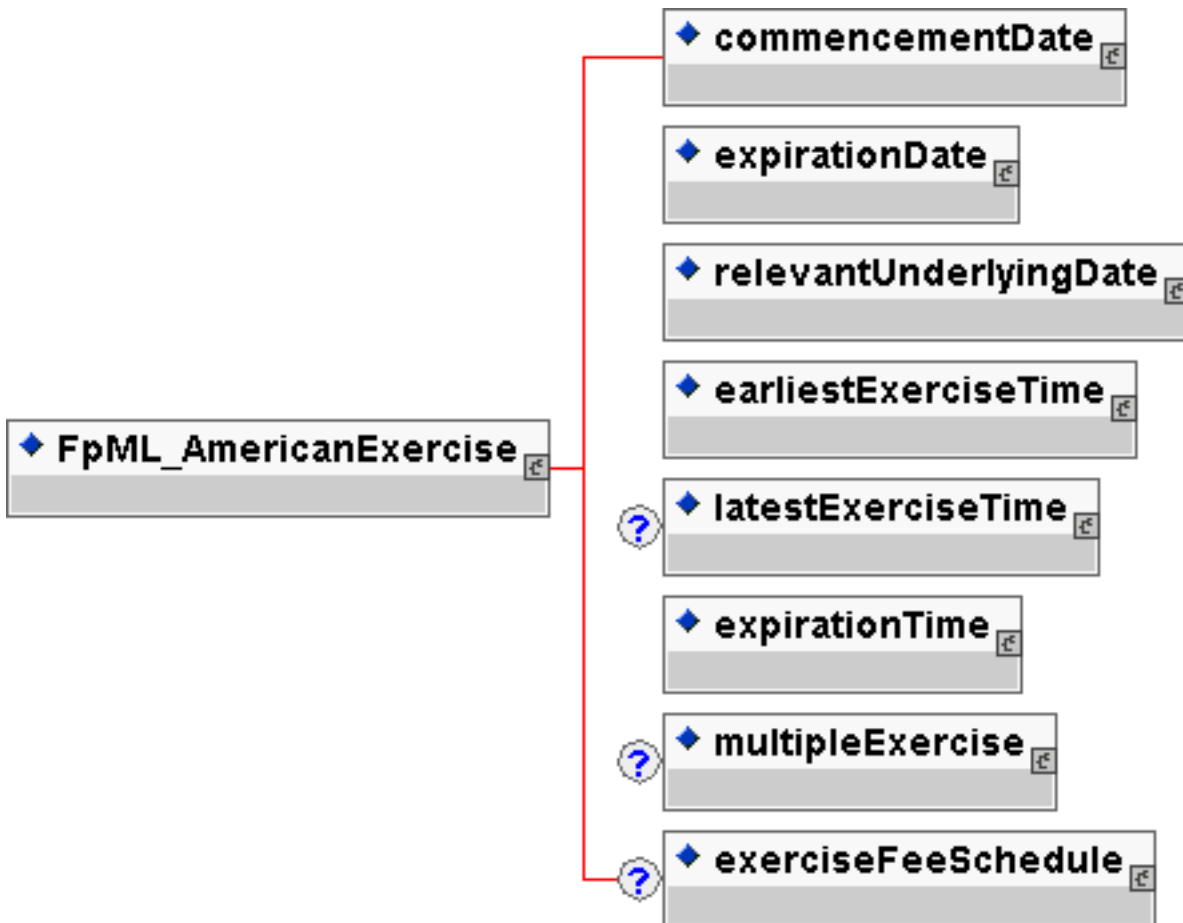 commencementDate
expirationDate
relevantUnderlyingDate
earliestExerciseTime
FpML_AmericanExercise
? latestExerciseTime
expirationTime
? multipleExercise
? exerciseFeeSchedule